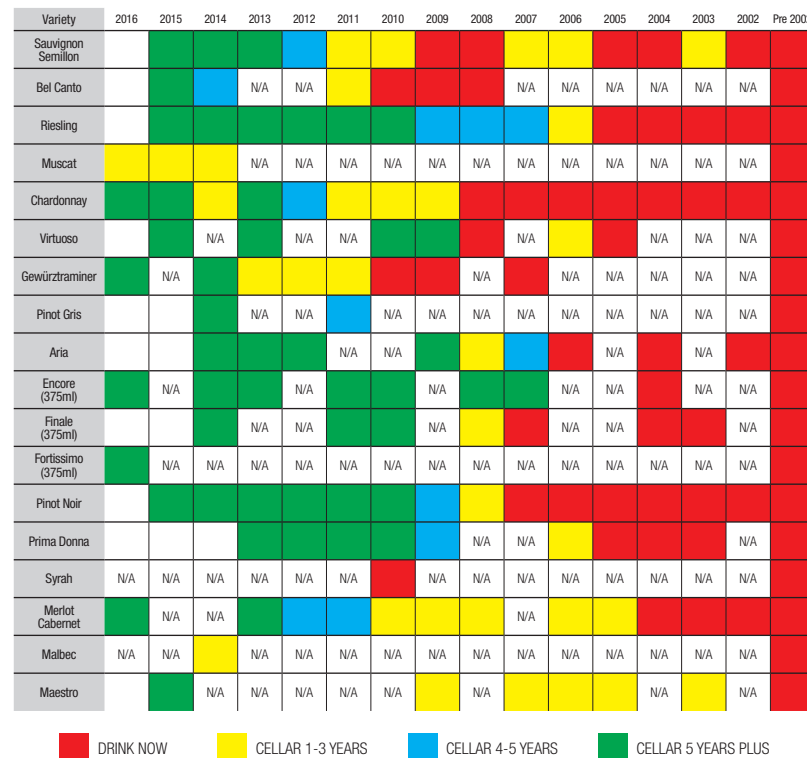 Variety 2016 2015 2014 2013 2012 2011 2010 2009 2008 2007 2006 2005 2004 2003 2002 Pre 200
Sauvignon
Semillon
Bel Canto N/A N/A N/A N/A N/A N/A N/A N/A
Riesling
Muscat N/A N/A N/A N/A N/A N/A N/A N/A N/A N/A N/A N/A
Chardonnay
Virtuoso N/A N/A N/A N/A N/A N/A N/A
Gewürztraminer N/A N/A N/A N/A N/A N/A N/A
Pinot Gris N/A N/A N/A N/A N/A N/A N/A N/A N/A N/A N/A
Aria N/A N/A N/A N/A
Encore
(375ml) N/A N/A N/A N/A N/A N/A N/A
Finale
(375ml) N/A N/A N/A N/A N/A N/A
Fortissimo
(375ml) N/A N/A N/A N/A N/A N/A N/A N/A N/A N/A N/A N/A N/A N/A
Pinot Noir
Prima Donna N/A N/A N/A
Syrah N/A N/A N/A N/A N/A N/A N/A N/A N/A N/A N/A N/A N/A N/A
Merlot
Cabernet N/A N/A N/A
Malbec N/A N/A N/A N/A N/A N/A N/A N/A N/A N/A N/A N/A N/A N/A
Maestro N/A N/A N/A N/A N/A N/A N/A N/A
DRINK NOW CELLAR 1-3 YEARS CELLAR 4-5 YEARS CELLAR 5 YEARS PLUS